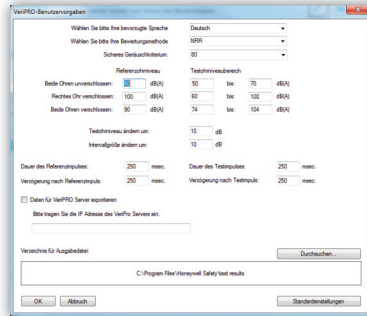 VeriPRO-Benutzervorgaben
Wählen Sie bitte Ihre bevorzugte Sprache Deutsch
Wählen Sie bitte Ihre Bewertungsmethode NRR
Sicheres Geräuschkriterium: 80
Referenzohrniveau Testohrniveaubereich
Beide Ohren unverschlossen: dB(A) 50 bis: 70 dB(A)
Rechtes Ohr verschlossen: 100 dB(A) 60 bis: 100 dB(A)
Beide Ohren verschlossen: 90 dB(A) 74 bis: 104 dB(A)
Testohrniveau ändern um: 10 dB
Intervallgröße ändern um: 10 dB
Dauer des Referenzimpulses: 250 msec. Dauer des Testimpulses: 250 msec.
Verzögerung nach Referenzimpuls: 250 msec. Verzögerung nach Testimpuls: 250 msec.
Daten für VeriPRO Server exportieren
Bitte tragen Sie die IP Adresse des VeriPro Servers ein:
Verzeichnis für Ausgabedatei: Durchsuchen...
C:\Program Files\Honeywell Safety\test results
OK Abbruch Standardeinstellungen